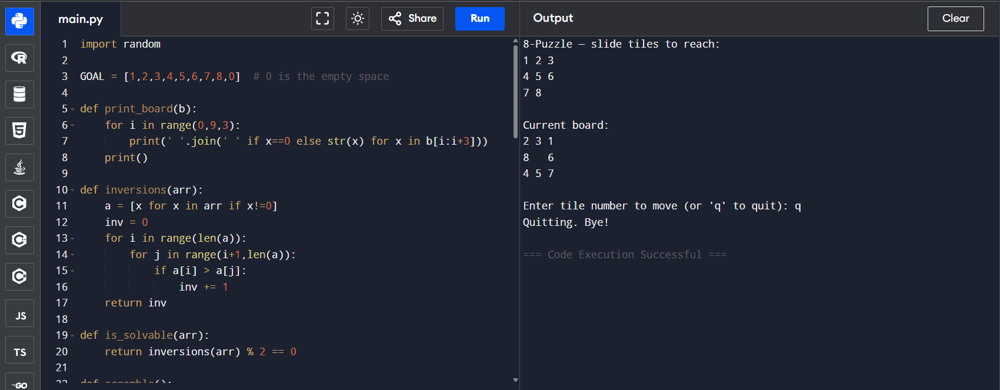 main.py
Share
Run
Output
Clear
1 import random
2
3 GOAL = [1,2,3,4,5,6,7,8,0]  # 0 is the empty space
4
5 def print_board(b):
6     for i in range(0,9,3):
7         print(' '.join(' ' if x==0 else str(x) for x in b[i:i+3]))
8     print()
9
10 def inversions(arr):
11     a = [x for x in arr if x!=0]
12     inv = 0
13     for i in range(len(a)):
14         for j in range(i+1,len(a)):
15             if a[i] > a[j]:
16                 inv += 1
17     return inv
18
19 def is_solvable(arr):
20     return inversions(arr) % 2 == 0
21
22 def scramble():
8-Puzzle — slide tiles to reach:
1 2 3
4 5 6
7 8
Current board:
2 3 1
8   6
4 5 7
Enter tile number to move (or 'q' to quit): q
Quitting. Bye!
=== Code Execution Successful ===
R
5
C
C+
C#
JS
TS
GO